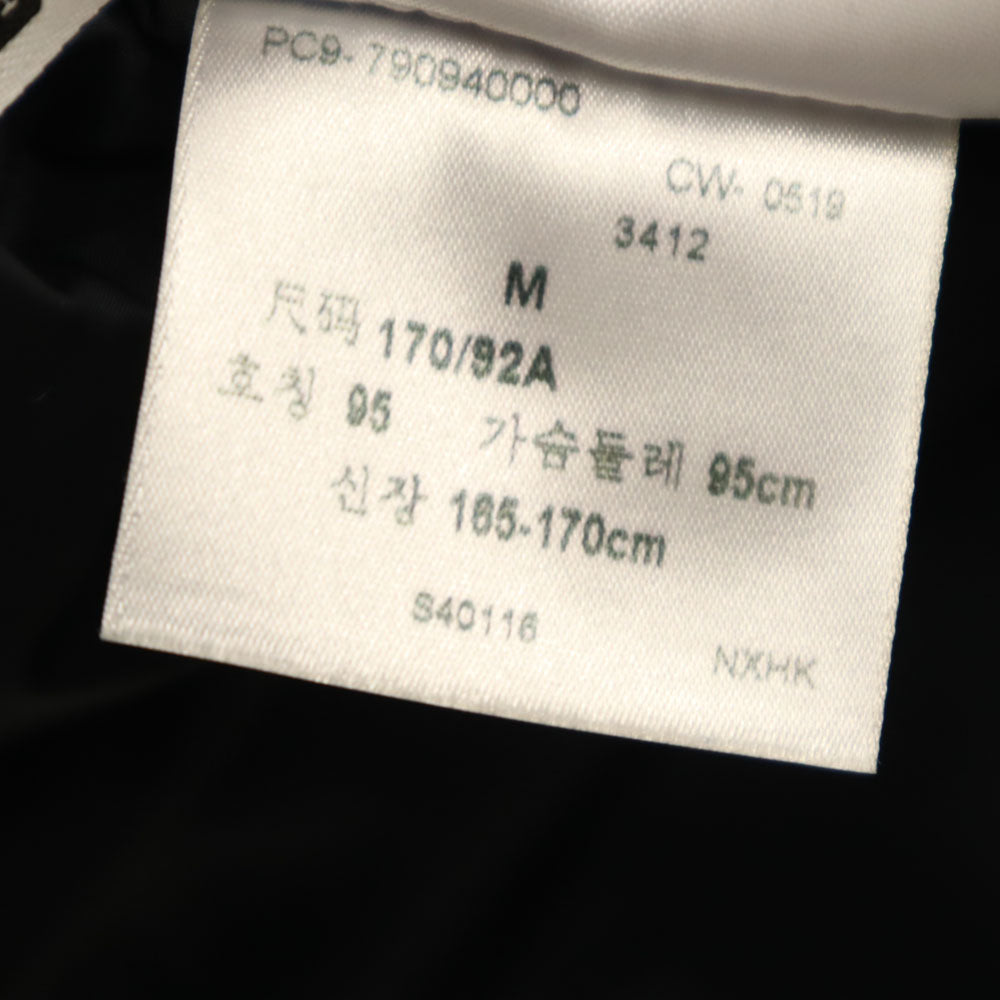 PC9-790940000
CW- 0519
3412
M
尺码 170/92A
호칭 95 가슴둘레 95cm
신장 165-170cm
S40116
NXHK